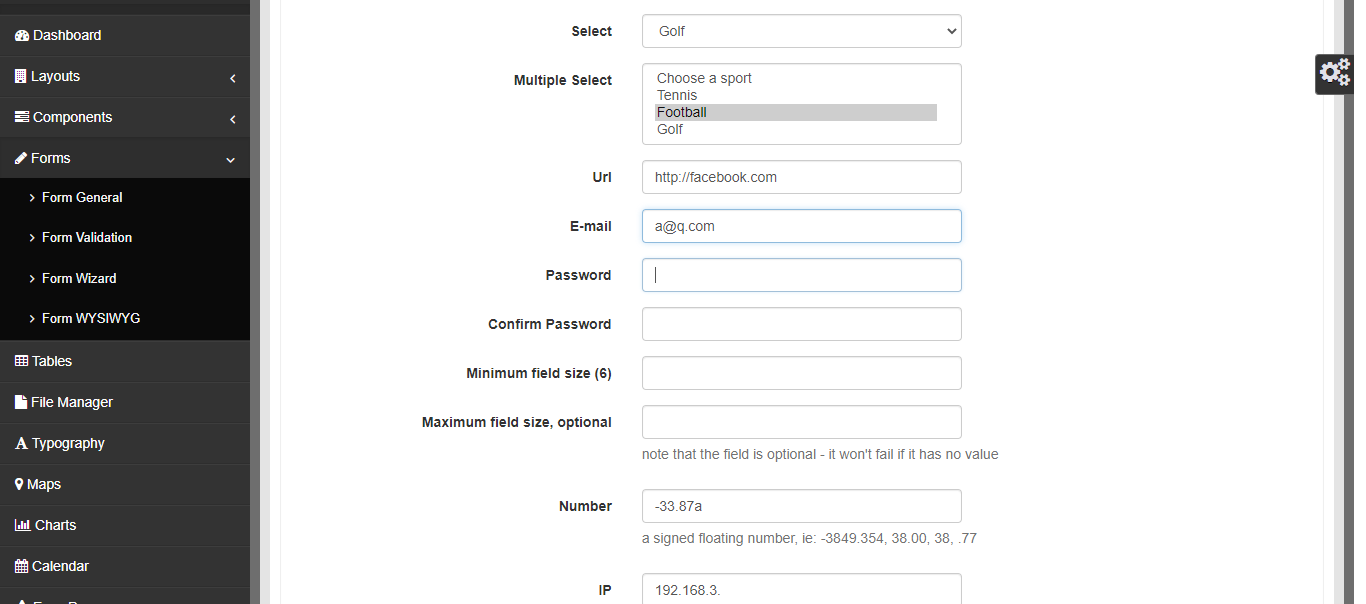 Dashboard
Layouts
Components
Forms
Form General
Form Validation
Form Wizard
Form WYSIWYG
Tables
File Manager
Typography
Maps
Charts
Calendar
Select
Golf
Multiple Select
Choose a sport
Tennis
Football
Golf
Url
http://facebook.com
E-mail
a@q.com
Password
Confirm Password
Minimum field size (6)
Maximum field size, optional
note that the field is optional - it won't fail if it has no value
Number
-33.87a
a signed floating number, ie: -3849.354, 38.00, 38, .77
IP
192.168.3.